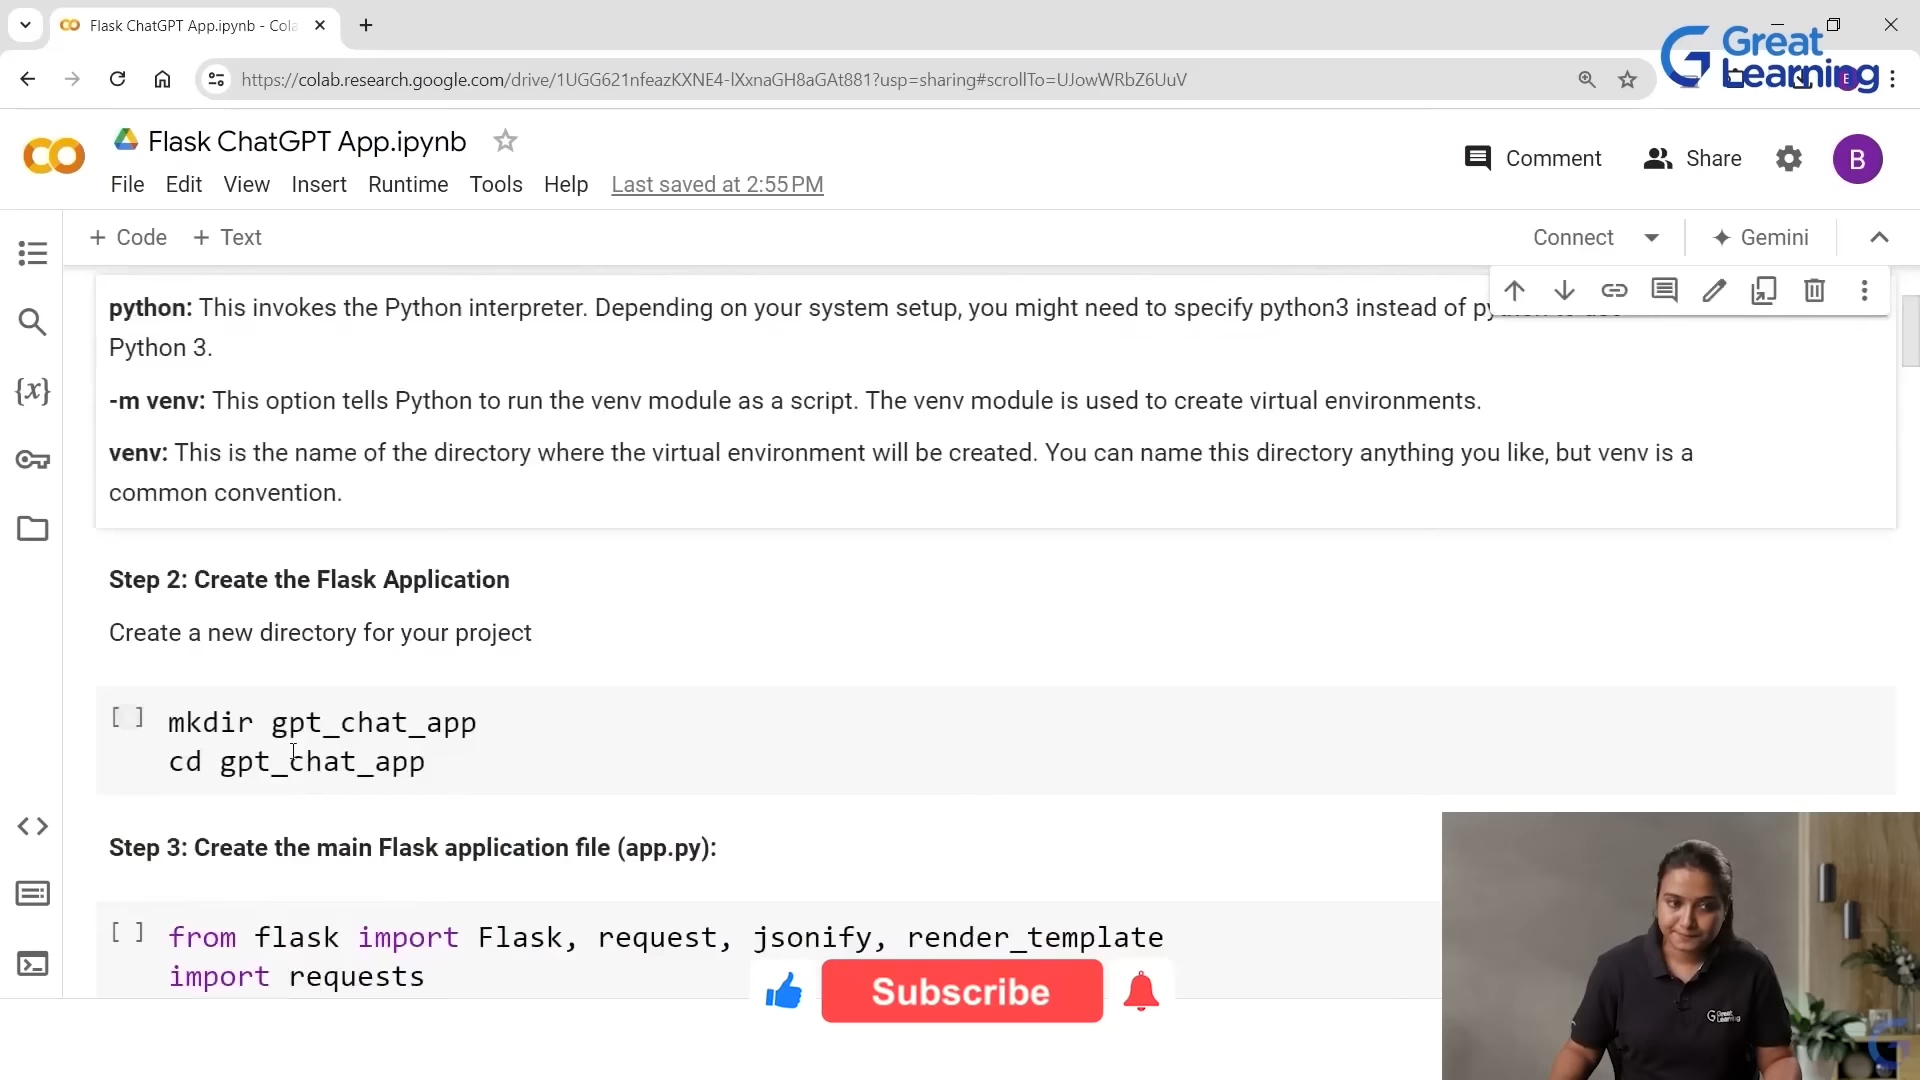 Flask ChatGPT App.ipynb - Cola
https://colab.research.google.com/drive/1UGG621nfeazKXNE4-lXxnaGH8aGAt881?usp=sharing#scrollTo=UJowWRbZ6UuV
Great Learning
Flask ChatGPT App.ipynb
Comment Share B
File Edit View Insert Runtime Tools Help Last saved at 2:55 PM
+ Code + Text Connect Gemini
python: This invokes the Python interpreter. Depending on your system setup, you might need to specify python3 instead of
Python 3.
-m venv: This option tells Python to run the venv module as a script. The venv module is used to create virtual environments.
venv: This is the name of the directory where the virtual environment will be created. You can name this directory anything you like, but venv is a
common convention.
Step 2: Create the Flask Application
Create a new directory for your project
[ ] mkdir gpt_chat_app
cd gpt_chat_app
Step 3: Create the main Flask application file (app.py):
[ ] from flask import Flask, request, jsonify, render_template
import requests
Subscribe
Great Learning